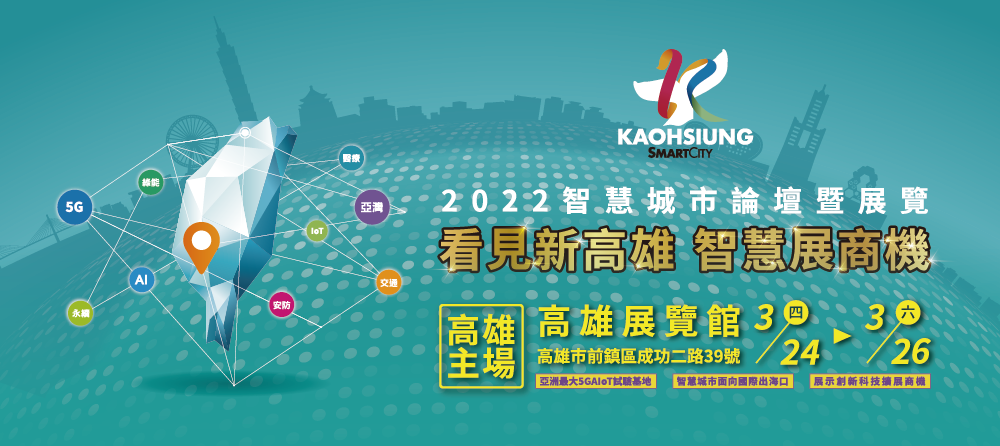 KAOHSIUNG
SMARTCITY
2022智慧城市論壇暨展覽
看見新高雄 智慧展商機
高雄
主場
高雄展覽館
高雄市前鎮區成功二路39號
3/24 四 ▶ 3/26 六
亞洲最大5GAIoT試驗基地
智慧城市面向國際出海口
展示創新科技擴展商機
醫療
綠能
5G
亞灣
IoT
AI
交通
安防
永續